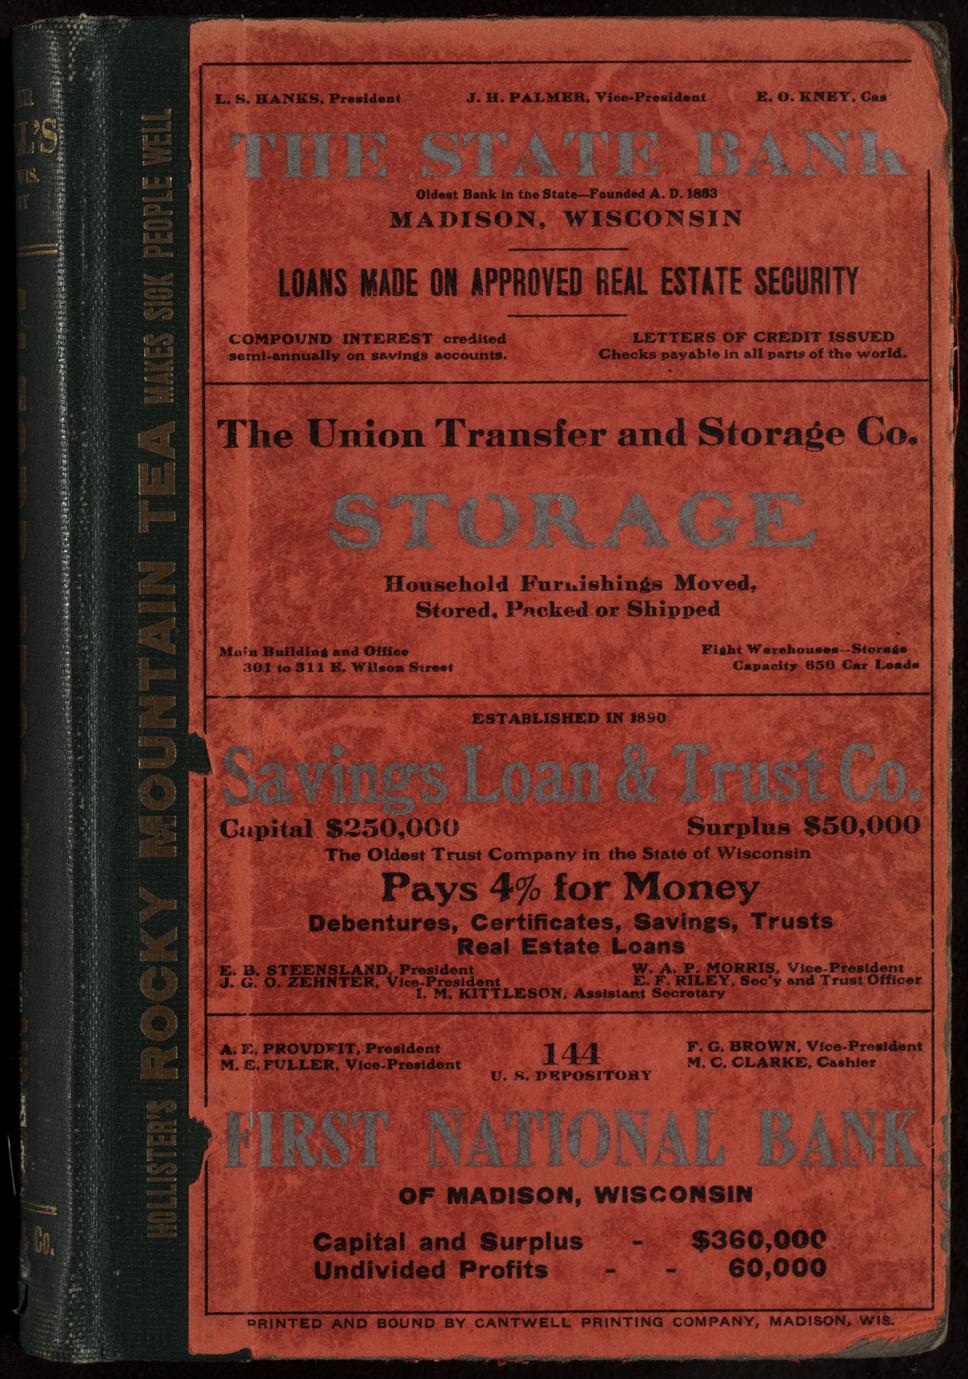 L'S
WIS.
Co.
HOLLISTERS ROCKY MOUNTAIN TEA MAKES SICK PEOPLE WELL
L. S. HANKS, President J. H. PALMER, Vice-President E. O. KNEY, Cas
THE STATE BANK
Oldest Bank in the State—Founded A. D. 1863
MADISON, WISCONSIN
LOANS MADE ON APPROVED REAL ESTATE SECURITY
COMPOUND INTEREST credited
semi-annually on savings accounts.
LETTERS OF CREDIT ISSUED
Checks payable in all parts of the world.
The Union Transfer and Storage Co.
STORAGE
Household Furnishings Moved,
Stored, Packed or Shipped
Main Building and Office
301 to 311 E. Wilson Street
Eight Warehouses--Storage
Capacity 650 Car Loads
ESTABLISHED IN 1890
Savings Loan & Trust Co.
Capital $250,000 Surplus $50,000
The Oldest Trust Company in the State of Wisconsin
Pays 4% for Money
Debentures, Certificates, Savings, Trusts
Real Estate Loans
E. B. STEENSLAND, President W. A. P. MORRIS, Vice-President
J. G. O. ZEHNTER, Vice-President E. F. RILEY, Sec'y and Trust Officer
I. M. KITTLESON, Assistant Secretary
A. E. PROUDFIT, President
M. E. FULLER, Vice-President
144
U. S. DEPOSITORY
F. G. BROWN, Vice-President
M. C. CLARKE, Cashier
FIRST NATIONAL BANK
OF MADISON, WISCONSIN
Capital and Surplus - $360,000
Undivided Profits - - 60,000
PRINTED AND BOUND BY CANTWELL PRINTING COMPANY, MADISON, WIS.